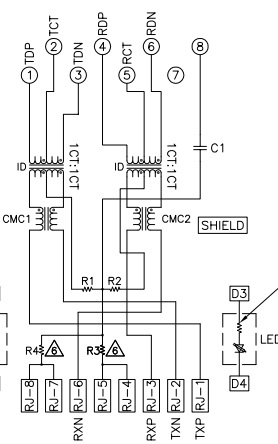 TDP
TCT
TDN
RDP
RCT
RDN
1
2
3
4
5
6
7
8
1CT:1CT
1CT:1CT
ID
ID
C1
CMC1
CMC2
SHIELD
R1
R2
D3
LED
D4
R4
6
R3
6
RJ-8
RJ-7
RJ-6
RJ-5
RJ-4
RJ-3
RJ-2
RJ-1
RXN
RXP
TXN
TXP